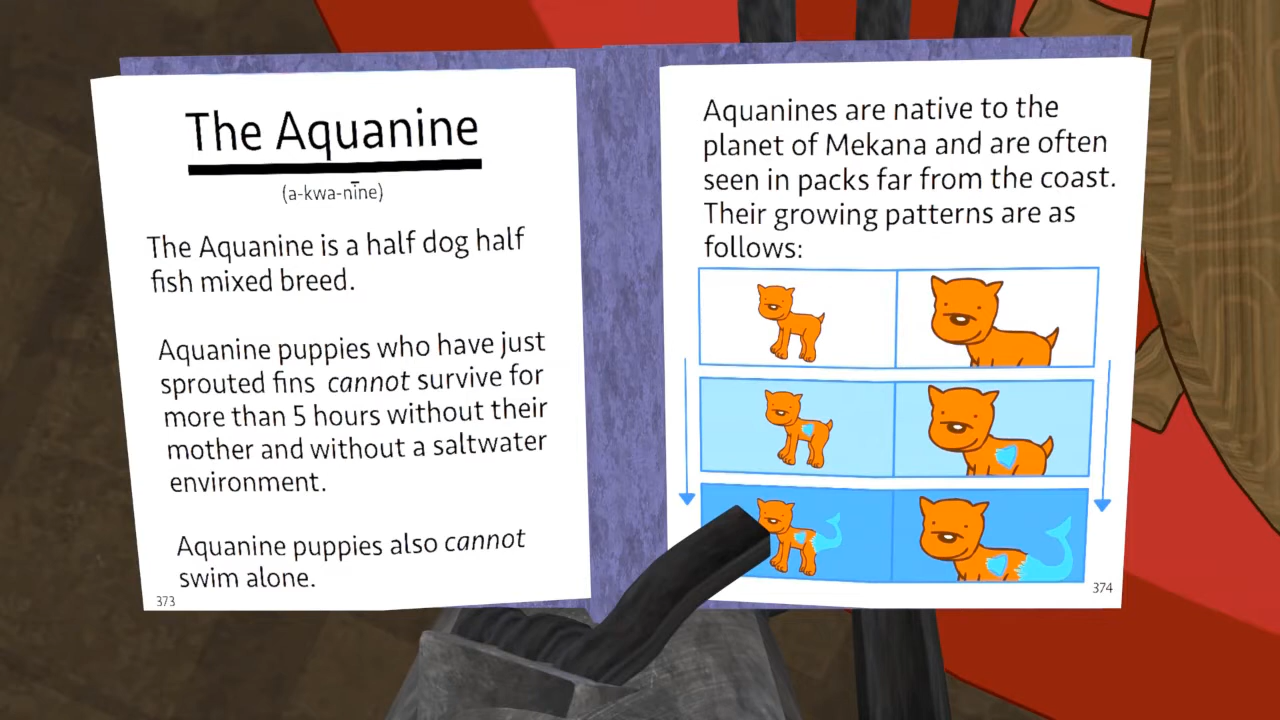 The Aquanine
(a-kwa-nīne)
The Aquanine is a half dog half
fish mixed breed.
Aquanine puppies who have just
sprouted fins cannot survive for
more than 5 hours without their
mother and without a saltwater
environment.
Aquanine puppies also cannot
swim alone.
373
Aquanines are native to the
planet of Mekana and are often
seen in packs far from the coast.
Their growing patterns are as
follows:
374